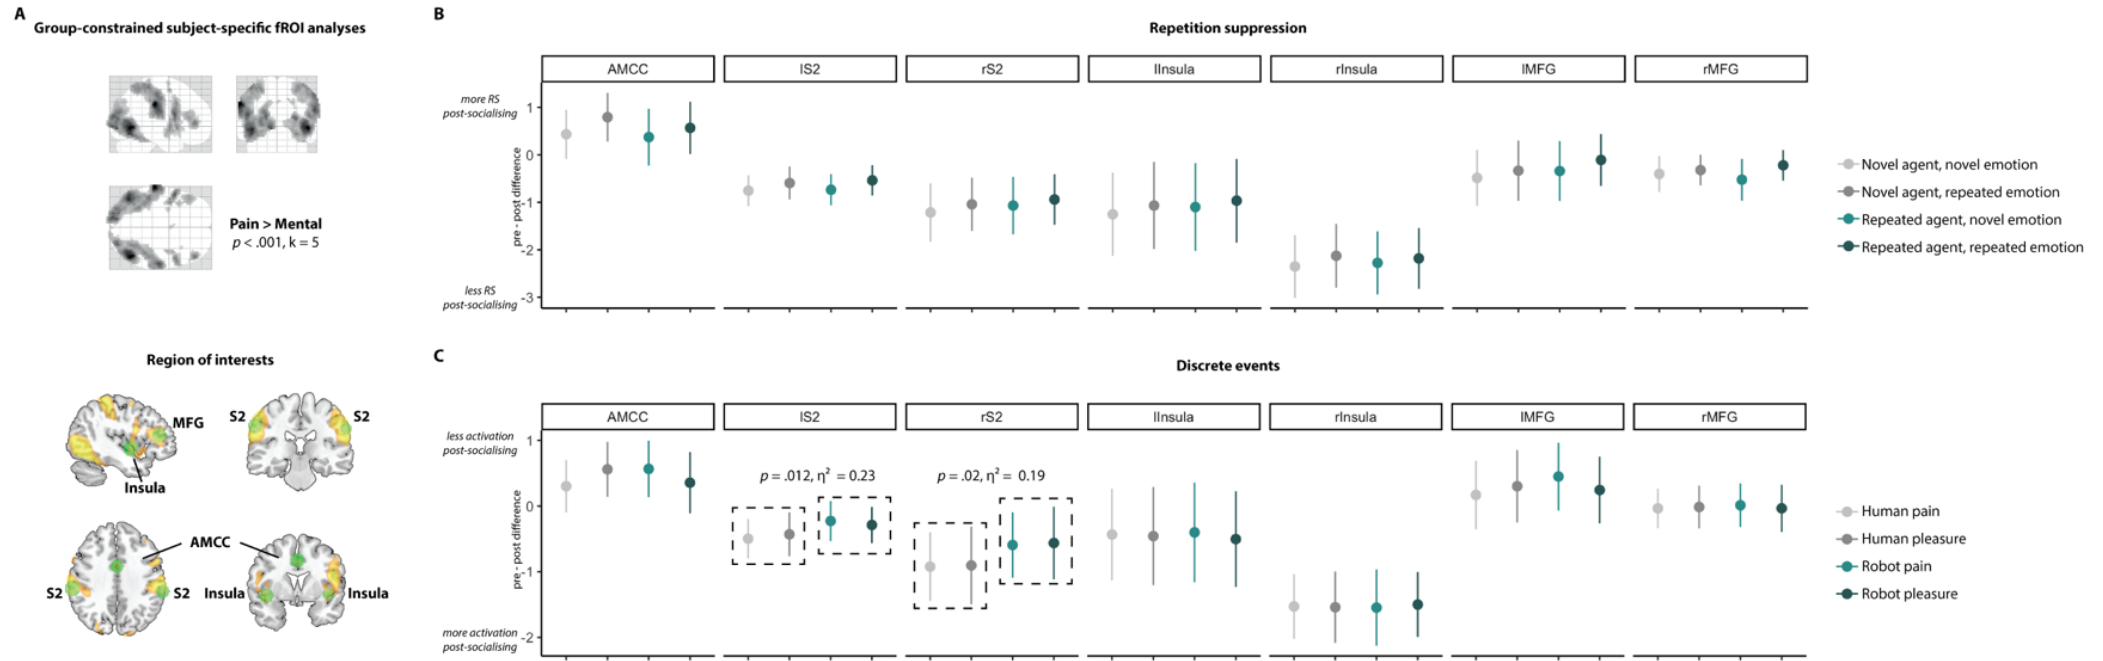 A
Group-constrained subject-specific fROI analyses
Pain > Mental
p < .001, k = 5
Region of interests
MFG
Insula
S2
S2
AMCC
S2
S2
Insula
Insula
B
Repetition suppression
AMCC
lS2
rS2
lInsula
rInsula
lMFG
rMFG
more RS
post-socialising
less RS
post-socialising
pre - post difference
1
0
-1
-2
-3
Novel agent, novel emotion
Novel agent, repeated emotion
Repeated agent, novel emotion
Repeated agent, repeated emotion
C
Discrete events
AMCC
lS2
rS2
lInsula
rInsula
lMFG
rMFG
less activation
post-socialising
more activation
post-socialising
pre - post difference
1
0
-1
-2
p = .012, η² = 0.23
p = .02, η² = 0.19
Human pain
Human pleasure
Robot pain
Robot pleasure